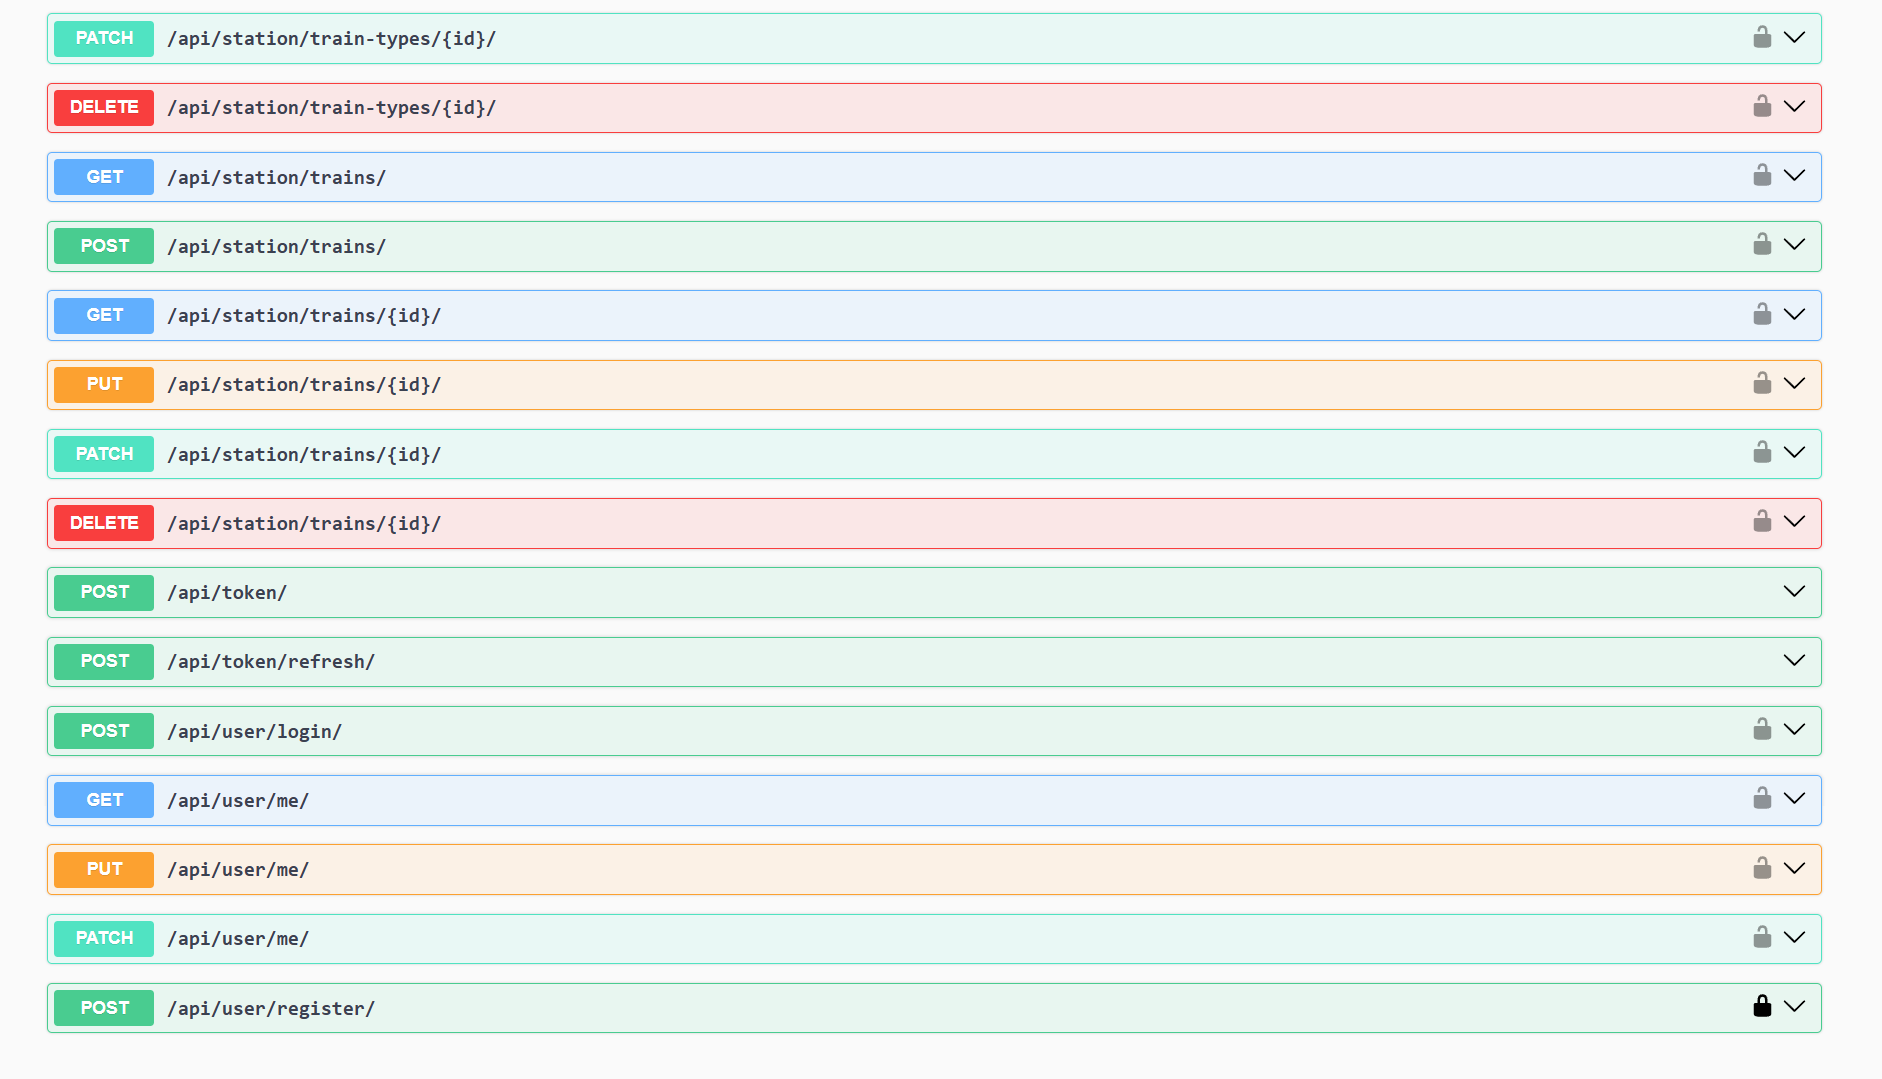 PATCH /api/station/train-types/{id}/
DELETE /api/station/train-types/{id}/
GET /api/station/trains/
POST /api/station/trains/
GET /api/station/trains/{id}/
PUT /api/station/trains/{id}/
PATCH /api/station/trains/{id}/
DELETE /api/station/trains/{id}/
POST /api/token/
POST /api/token/refresh/
POST /api/user/login/
GET /api/user/me/
PUT /api/user/me/
PATCH /api/user/me/
POST /api/user/register/